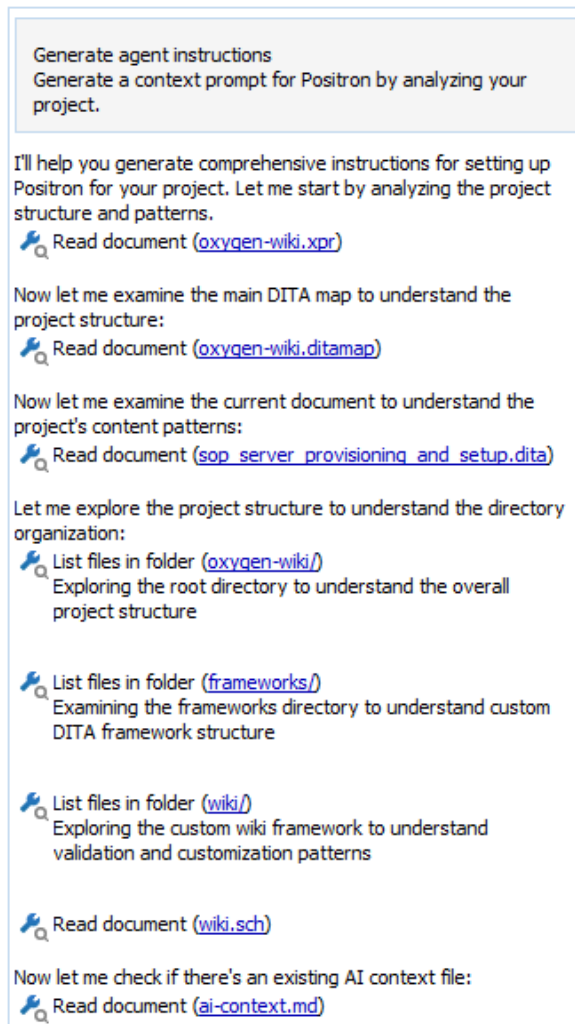 Generate agent instructions
Generate a context prompt for Positron by analyzing your
project.
I'll help you generate comprehensive instructions for setting up
Positron for your project. Let me start by analyzing the project
structure and patterns.
Read document (oxygen-wiki.xpr)
Now let me examine the main DITA map to understand the
project structure:
Read document (oxygen-wiki.ditamap)
Now let me examine the current document to understand the
project's content patterns:
Read document (sop_server_provisioning_and_setup.dita)
Let me explore the project structure to understand the directory
organization:
List files in folder (oxygen-wiki/)
Exploring the root directory to understand the overall
project structure
List files in folder (frameworks/)
Examining the frameworks directory to understand custom
DITA framework structure
List files in folder (wiki/)
Exploring the custom wiki framework to understand
validation and customization patterns
Read document (wiki.sch)
Now let me check if there's an existing AI context file:
Read document (ai-context.md)